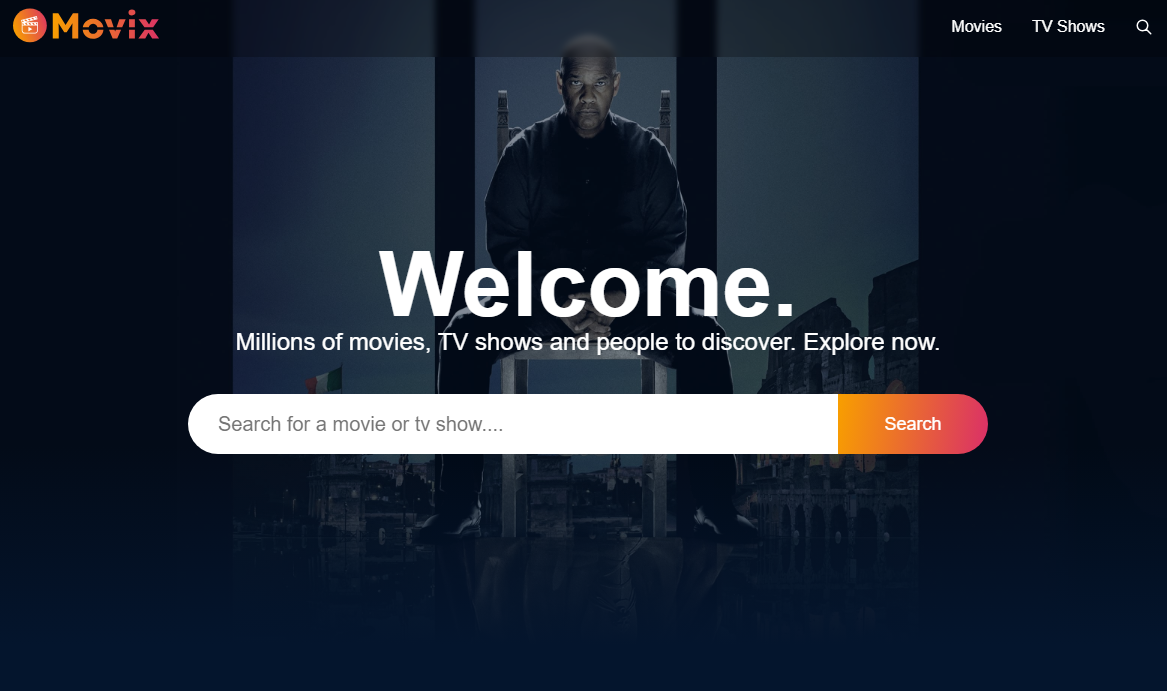 Movix
Movies
TV Shows
Welcome.
Millions of movies, TV shows and people to discover. Explore now.
Search for a movie or tv show....
Search